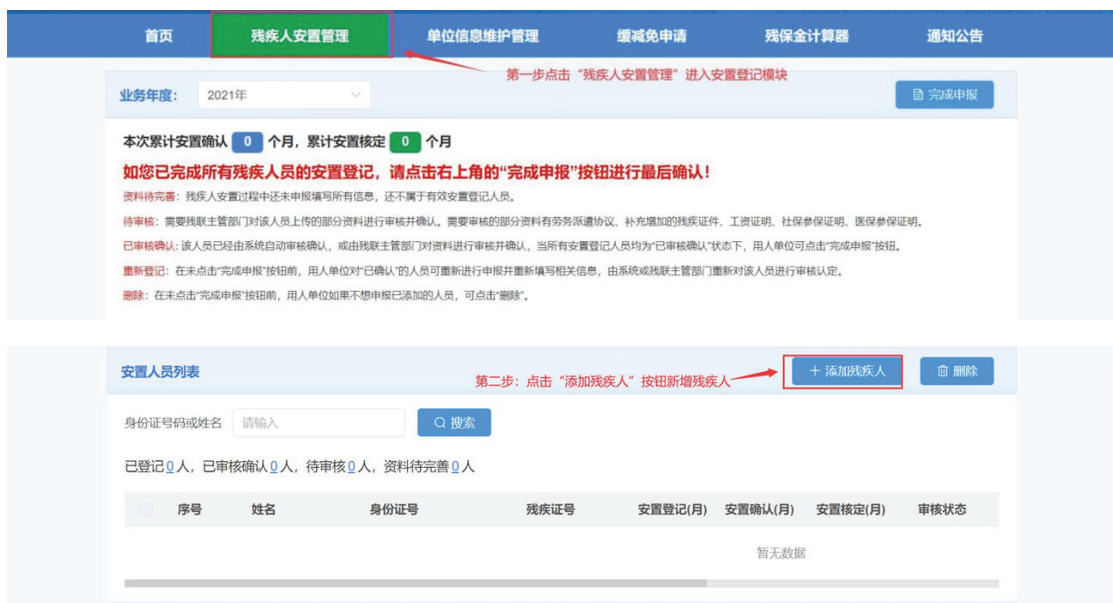 首页 残疾人安置管理 单位信息维护管理 缓减免申请 残保金计算器 通知公告
第一步点击“残疾人安置管理”进入安置登记模块
业务年度： 2021年 完成申报
本次累计安置确认 0 个月，累计安置核定 0 个月
如您已完成所有残疾人员的安置登记，请点击右上角的“完成申报”按钮进行最后确认！
资料待完善：残疾人安置过程中还未申报填写所有信息，还不属于有效安置登记人员。
待审核：需要残联主管部门对该人员上传的部分资料进行审核并确认。需要审核的部分资料有劳务派遣协议、补充增加的残疾证件、工资证明、社保参保证明、医保参保证明。
已审核确认：该人员已经由系统自动审核确认，或由残联主管部门对资料进行审核并确认，当所有安置登记人员均为“已审核确认”状态下，用人单位可点击“完成申报”按钮。
重新登记：在未点击“完成申报”按钮前，用人单位对“已确认”的人员可重新进行申报并重新填写相关信息，由系统或残联主管部门重新对该人员进行审核认定。
删除：在未点击“完成申报”按钮前，用人单位如果不想申报已添加的人员，可点击“删除”。
安置人员列表 第二步：点击“添加残疾人”按钮新增残疾人 + 添加残疾人 删除
身份证号码或姓名 请输入 搜索
已登记0人，已审核确认0人，待审核0人，资料待完善0人
序号 姓名 身份证号 残疾证号 安置登记(月) 安置确认(月) 安置核定(月) 审核状态
暂无数据